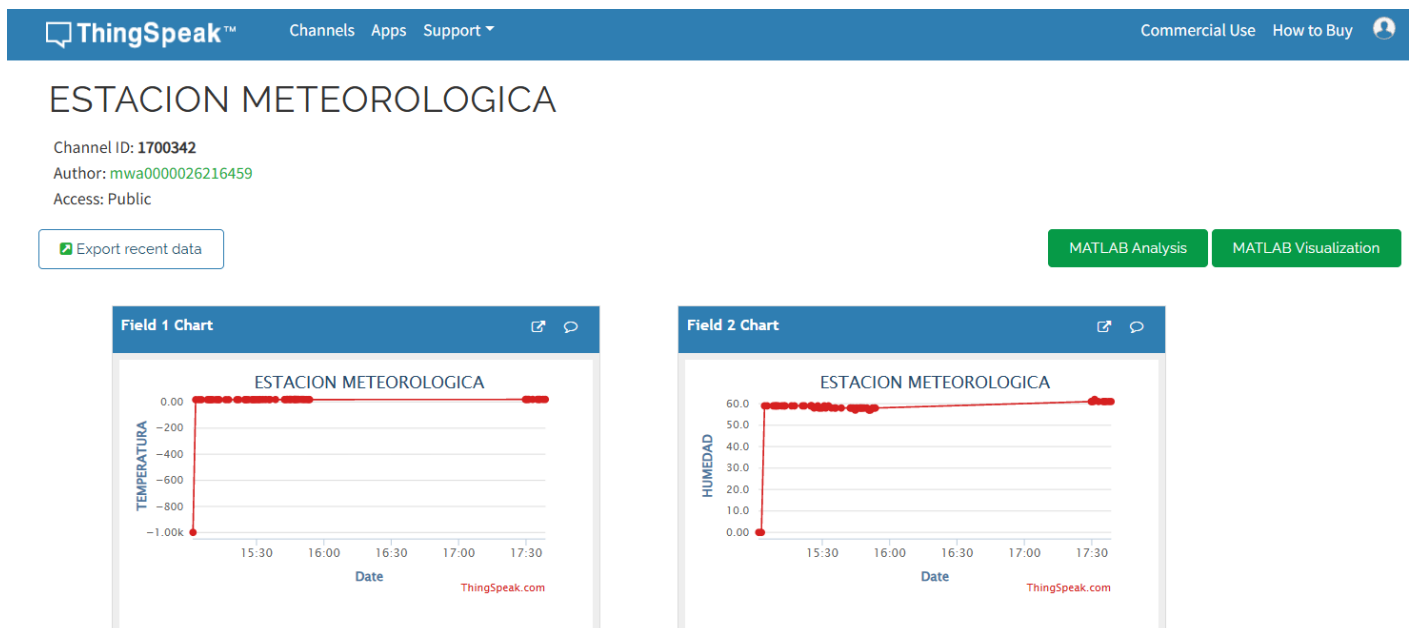 ThingSpeak™ Channels Apps Support Commercial Use How to Buy
ESTACION METEOROLOGICA
Channel ID: 1700342
Author: mwa0000026216459
Access: Public
Export recent data
MATLAB Analysis MATLAB Visualization
Field 1 Chart
ESTACION METEOROLOGICA
TEMPERATURA
0.00
−200
−400
−600
−800
−1.00k
15:30 16:00 16:30 17:00 17:30
Date
ThingSpeak.com
Field 2 Chart
ESTACION METEOROLOGICA
HUMEDAD
60.0
50.0
40.0
30.0
20.0
10.0
0.00
15:30 16:00 16:30 17:00 17:30
Date
ThingSpeak.com